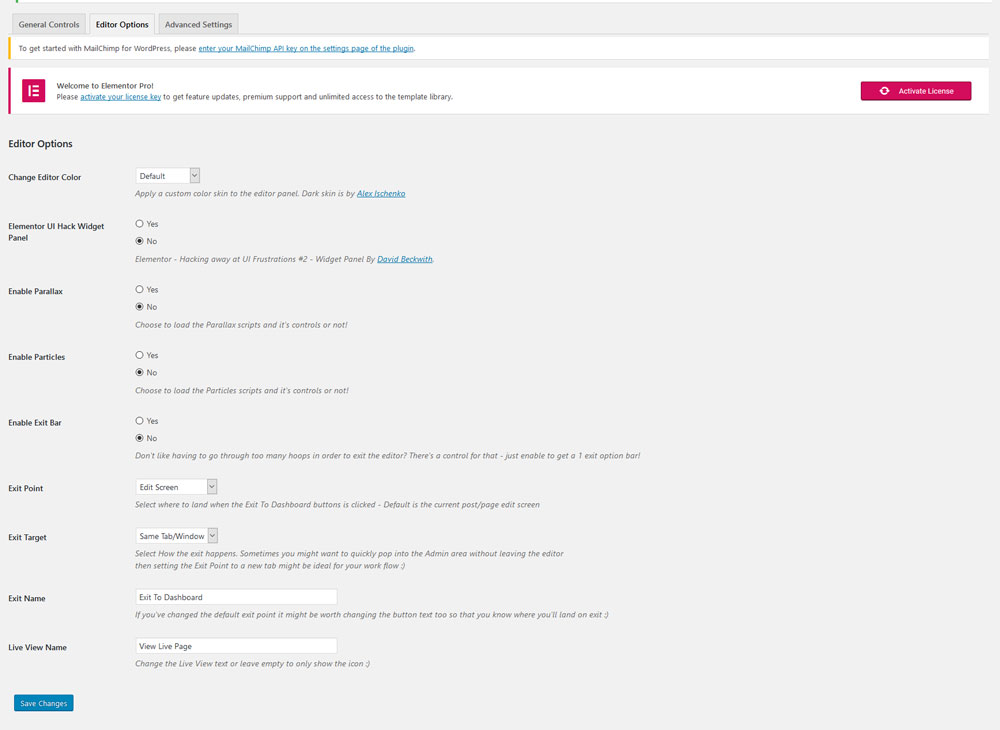 General Controls
Editor Options
Advanced Settings
To get started with MailChimp for WordPress, please enter your MailChimp API key on the settings page of the plugin.
Welcome to Elementor Pro!
Please activate your license key to get feature updates, premium support and unlimited access to the template library.
Activate License
Editor Options
Change Editor Color
Default
Apply a custom color skin to the editor panel. Dark skin is by Alex Ischenko
Elementor UI Hack Widget
Panel
Yes
No
Elementor - Hacking away at UI Frustrations #2 - Widget Panel By David Beckwith.
Enable Parallax
Yes
No
Choose to load the Parallax scripts and it's controls or not!
Enable Particles
Yes
No
Choose to load the Particles scripts and it's controls or not!
Enable Exit Bar
Yes
No
Don't like having to go through too many hoops in order to exit the editor? There's a control for that - just enable to get a 1 exit option bar!
Exit Point
Edit Screen
Select where to land when the Exit To Dashboard buttons is clicked - Default is the current post/page edit screen
Exit Target
Same Tab/Window
Select How the exit happens. Sometimes you might want to quickly pop into the Admin area without leaving the editor
then setting the Exit Point to a new tab might be ideal for your work flow ;)
Exit Name
Exit To Dashboard
If you've changed the default exit point it might be worth changing the button text too so that you know where you'll land on exit ;)
Live View Name
View Live Page
Change the Live View text or leave empty to only show the icon ;)
Save Changes